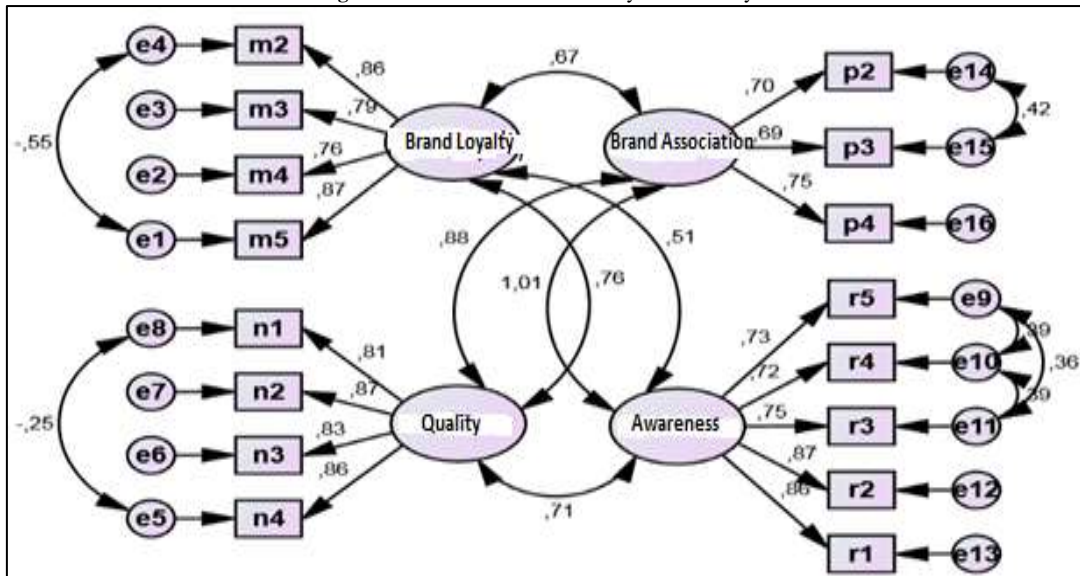 e4 m2 ,86
e3 m3 ,79
e2 m4 ,76
e1 m5 ,87
-,55
Brand Loyalty
,67
Brand Association
,70 p2 e14
,69 p3 e15
,42
,75 p4 e16
,88
1,01
,76
,51
e8 n1 ,81
e7 n2 ,87
e6 n3 ,83
e5 n4 ,86
-,25
Quality
,71
Awareness
,73 r5 e9
,72 r4 e10
,75 r3 e11
,87 r2 e12
,86 r1 e13
,36